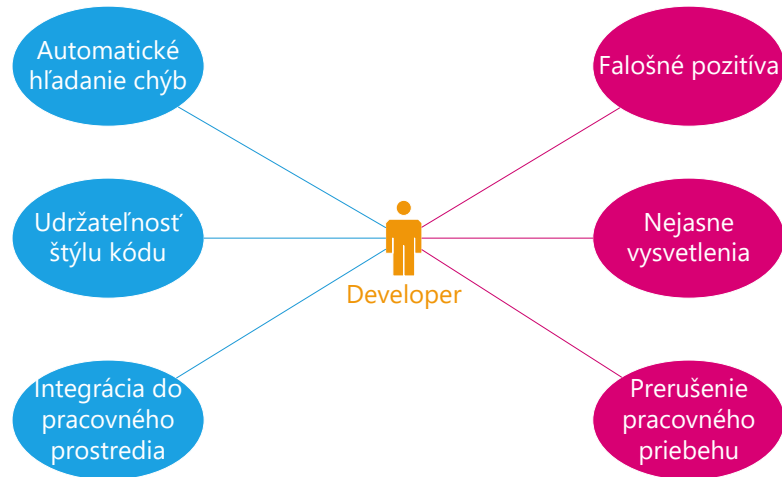 Automatické
hľadanie chýb
Falošné pozitíva
Udržateľnosť
štýlu kódu
Developer
Nejasne
vysvetlenia
Integrácia do
pracovného
prostredia
Prerušenie
pracovného
priebehu